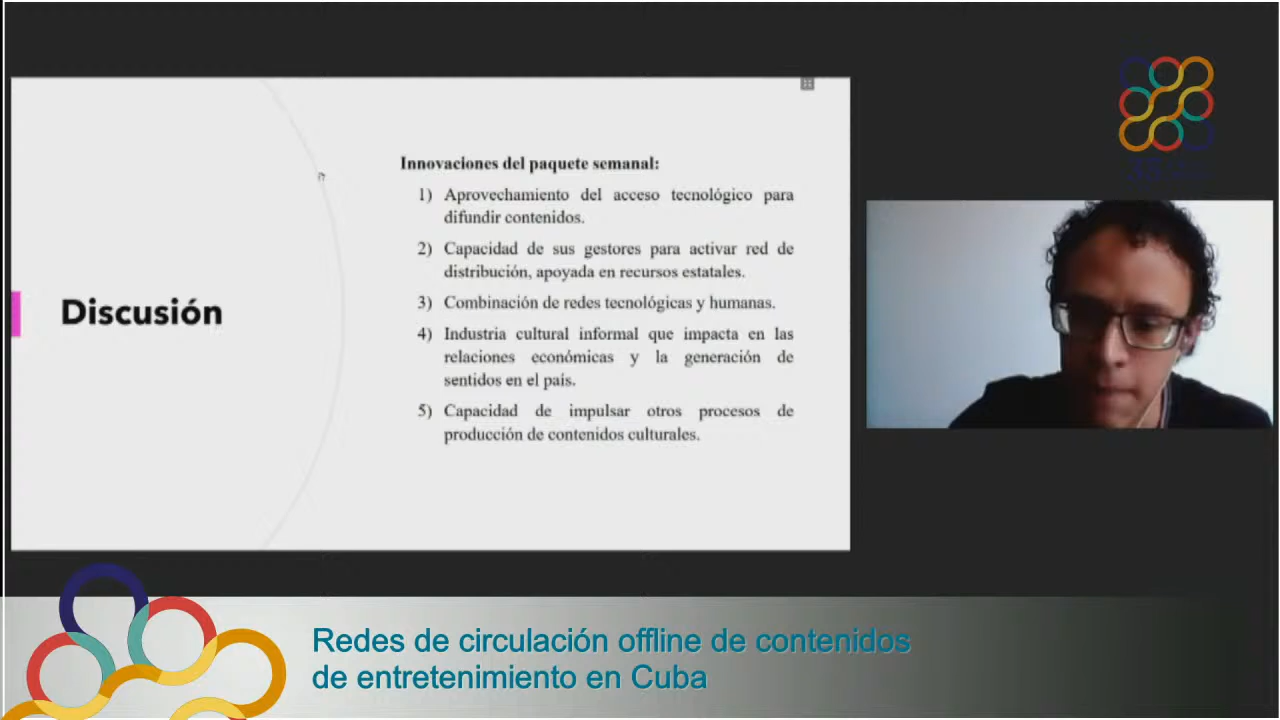 Innovaciones del paquete semanal:
1) Aprovechamiento del acceso tecnológico para
difundir contenidos.
2) Capacidad de sus gestores para activar red de
distribución, apoyada en recursos estatales.
3) Combinación de redes tecnológicas y humanas.
4) Industria cultural informal que impacta en las
relaciones económicas y la generación de
sentidos en el país.
5) Capacidad de impulsar otros procesos de
producción de contenidos culturales.
Discusión
Redes de circulación offline de contenidos
de entretenimiento en Cuba